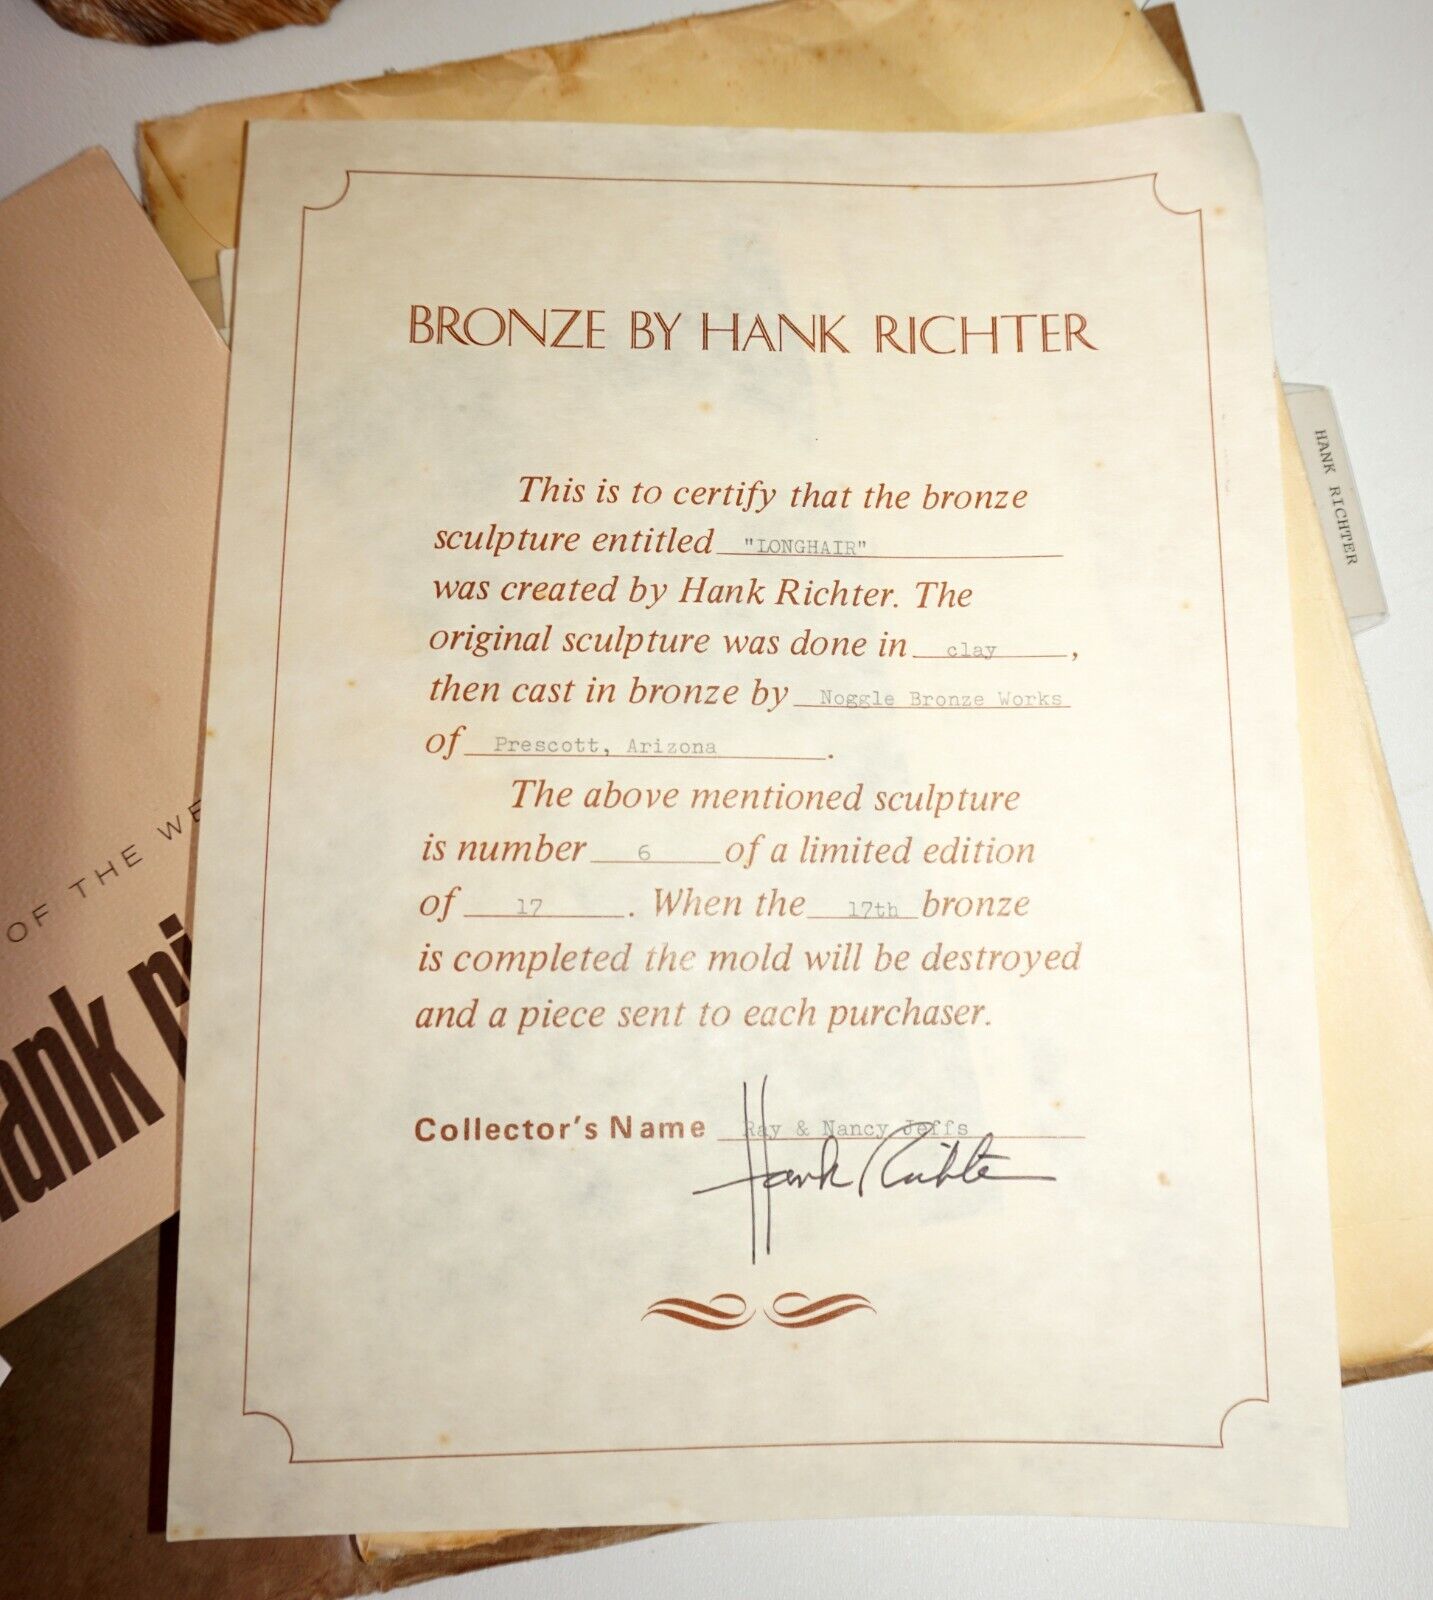 BRONZE BY HANK RICHTER
This is to certify that the bronze
sculpture entitled "LONGHAIR"
was created by Hank Richter. The
original sculpture was done in clay,
then cast in bronze by Noggle Bronze Works
of Prescott, Arizona.
The above mentioned sculpture
is number 6 of a limited edition
of 17. When the 17th bronze
is completed the mold will be destroyed
and a piece sent to each purchaser.
Collector's Name Ray & Nancy Jeffs
Hank Richter
HANK RICHTER
OF THE WE
ank ri